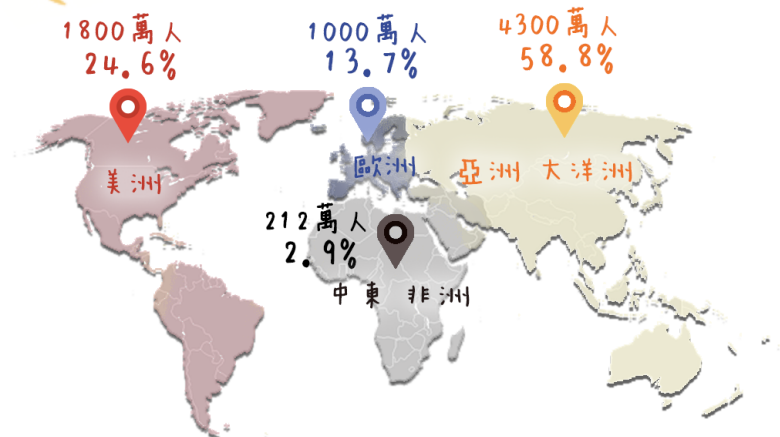 1800萬人
24.6%
美洲
1000萬人
13.7%
歐洲
4300萬人
58.8%
亞洲 大洋洲
212萬人
2.9%
中東 非洲